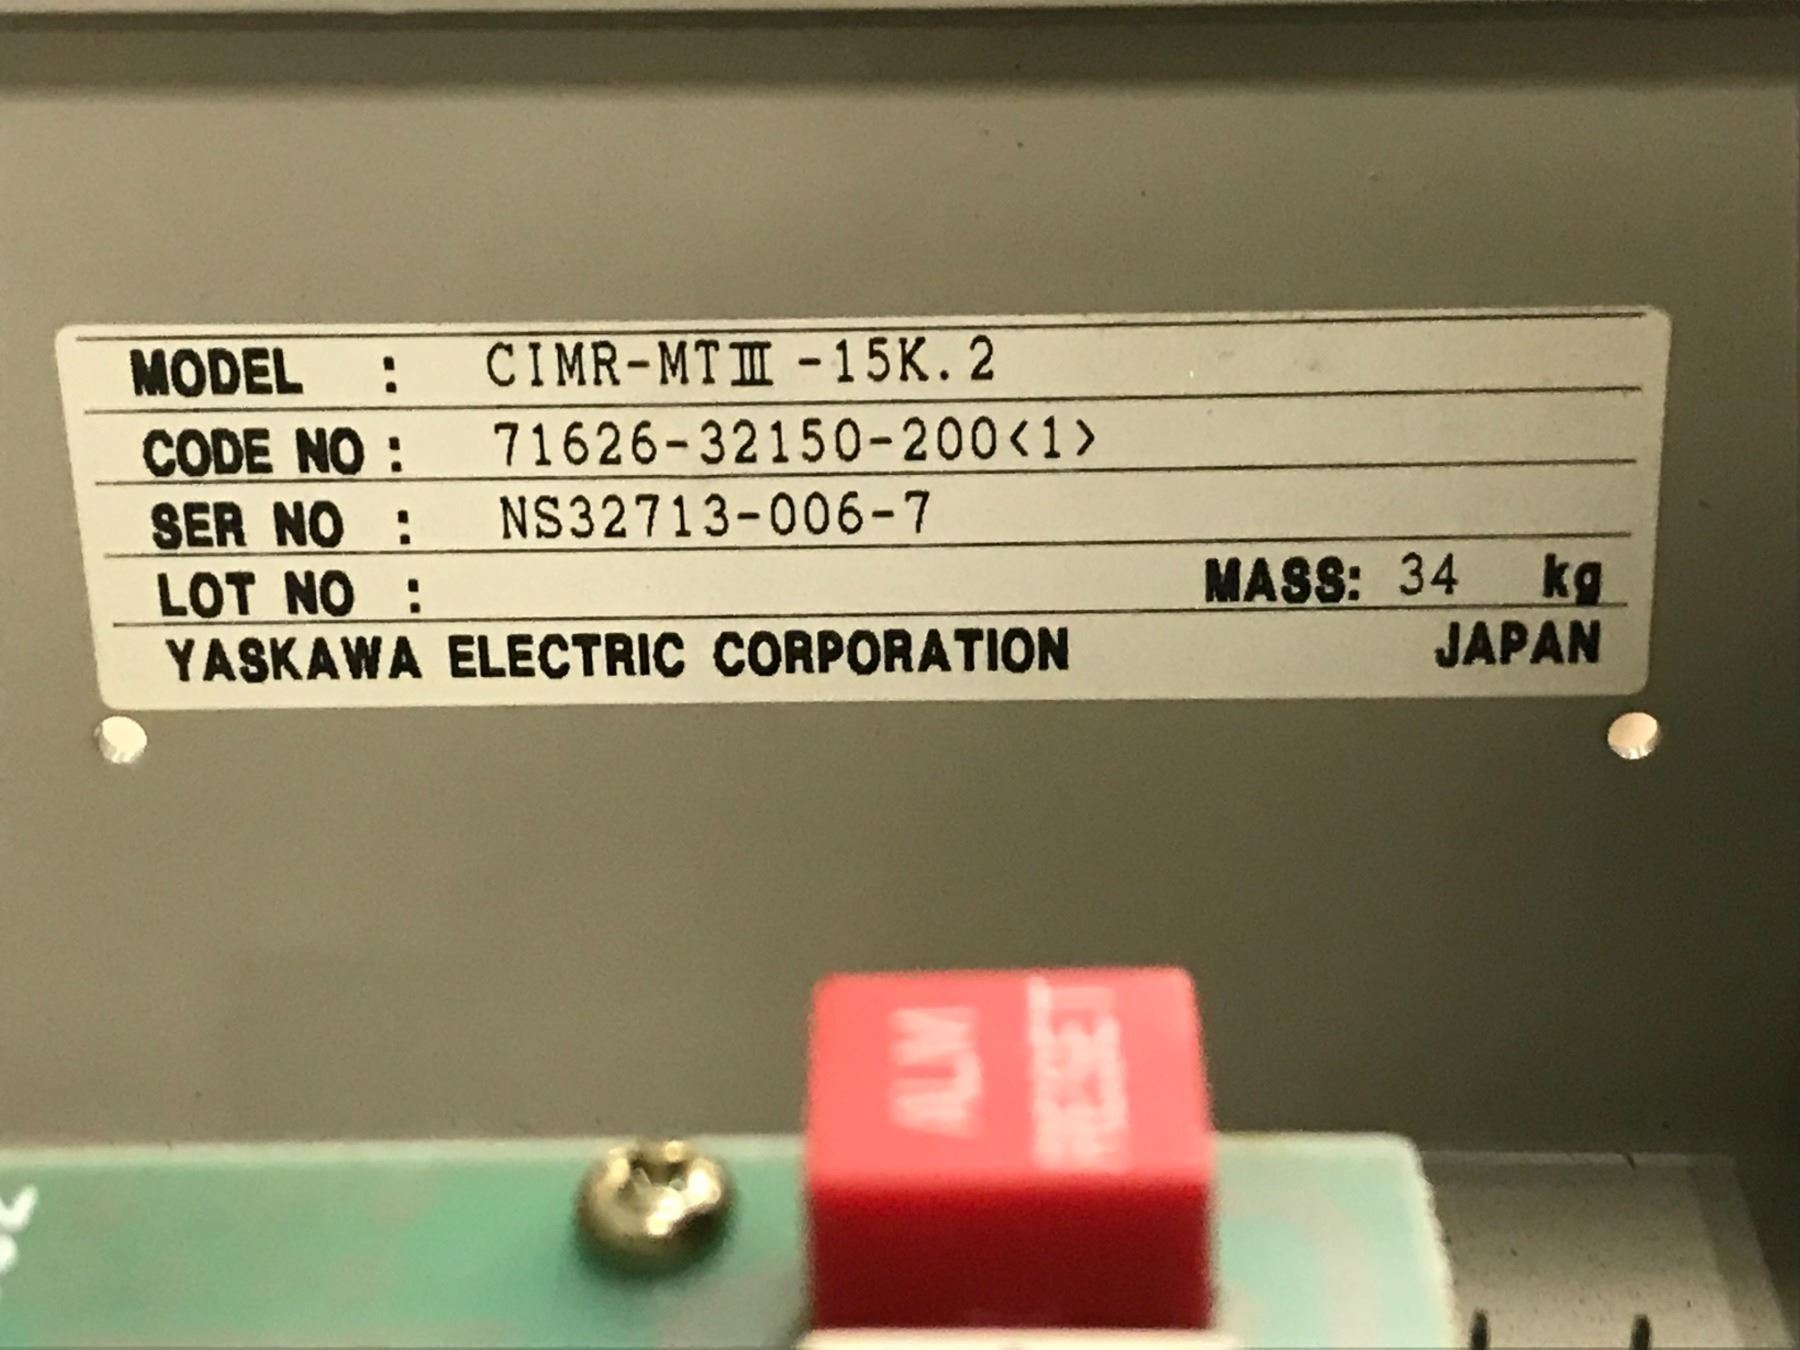 MODEL : CIMR-MTⅢ-15K.2
CODE NO : 71626-32150-200<1>
SER NO : NS32713-006-7
LOT NO : MASS: 34 kg
YASKAWA ELECTRIC CORPORATION JAPAN
ALM
RESET